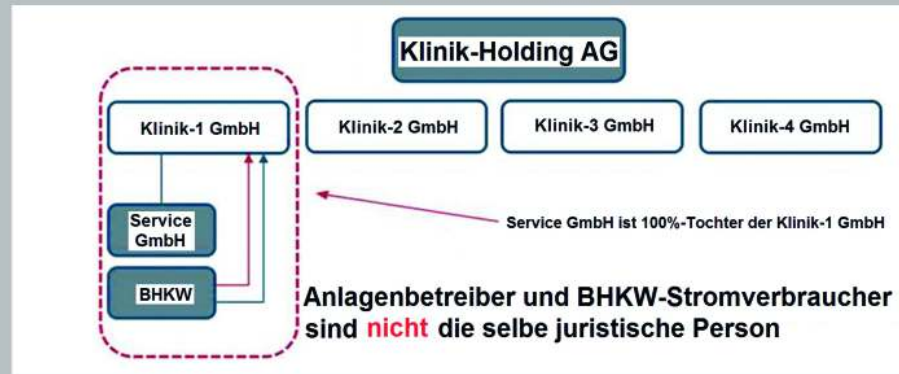 Klinik-Holding AG
Klinik-1 GmbH
Klinik-2 GmbH
Klinik-3 GmbH
Klinik-4 GmbH
Service
GmbH
Service GmbH ist 100%-Tochter der Klinik-1 GmbH
BHKW
Anlagenbetreiber und BHKW-Stromverbraucher
sind nicht die selbe juristische Person